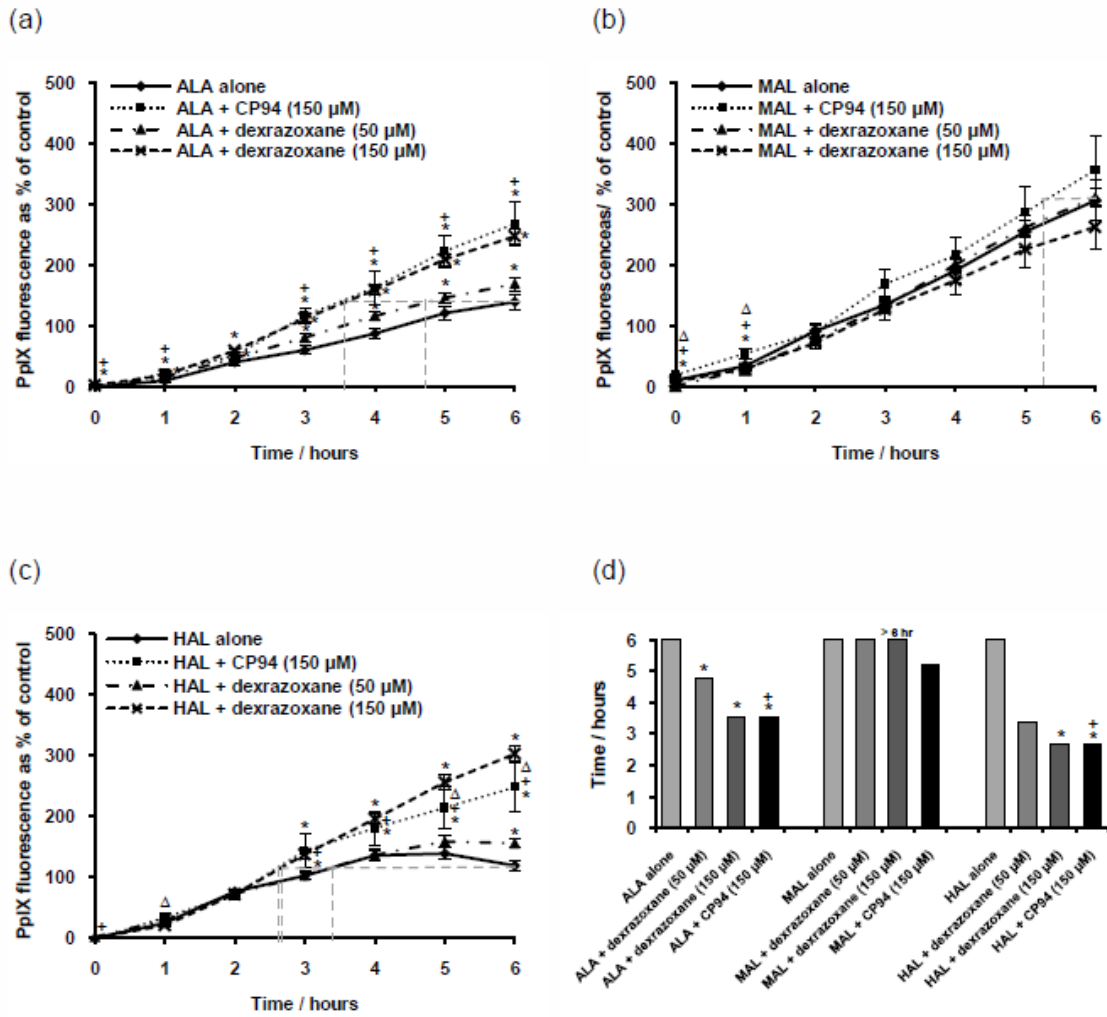 (a)
PpIX fluorescence as % of control
500
400
300
200
100
0
ALA alone
ALA + CP94 (150 µM)
ALA + dexrazoxane (50 µM)
ALA + dexrazoxane (150 µM)
0 1 2 3 4 5 6
Time / hours
(b)
PpIX fluorescenceas/ % of control
500
400
300
200
100
0
MAL alone
MAL + CP94 (150 µM)
MAL + dexrazoxane (50 µM)
MAL + dexrazoxane (150 µM)
0 1 2 3 4 5 6
Time / hours
(c)
PpIX fluorescence as % of control
500
400
300
200
100
0
HAL alone
HAL + CP94 (150 µM)
HAL + dexrazoxane (50 µM)
HAL + dexrazoxane (150 µM)
0 1 2 3 4 5 6
Time / hours
(d)
Time / hours
6
5
4
3
2
1
0
> 6 hr
ALA alone
ALA + dexrazoxane (50 µM)
ALA + dexrazoxane (150 µM)
ALA + CP94 (150 µM)
MAL alone
MAL + dexrazoxane (50 µM)
MAL + dexrazoxane (150 µM)
MAL + CP94 (150 µM)
HAL alone
HAL + dexrazoxane (50 µM)
HAL + dexrazoxane (150 µM)
HAL + CP94 (150 µM)